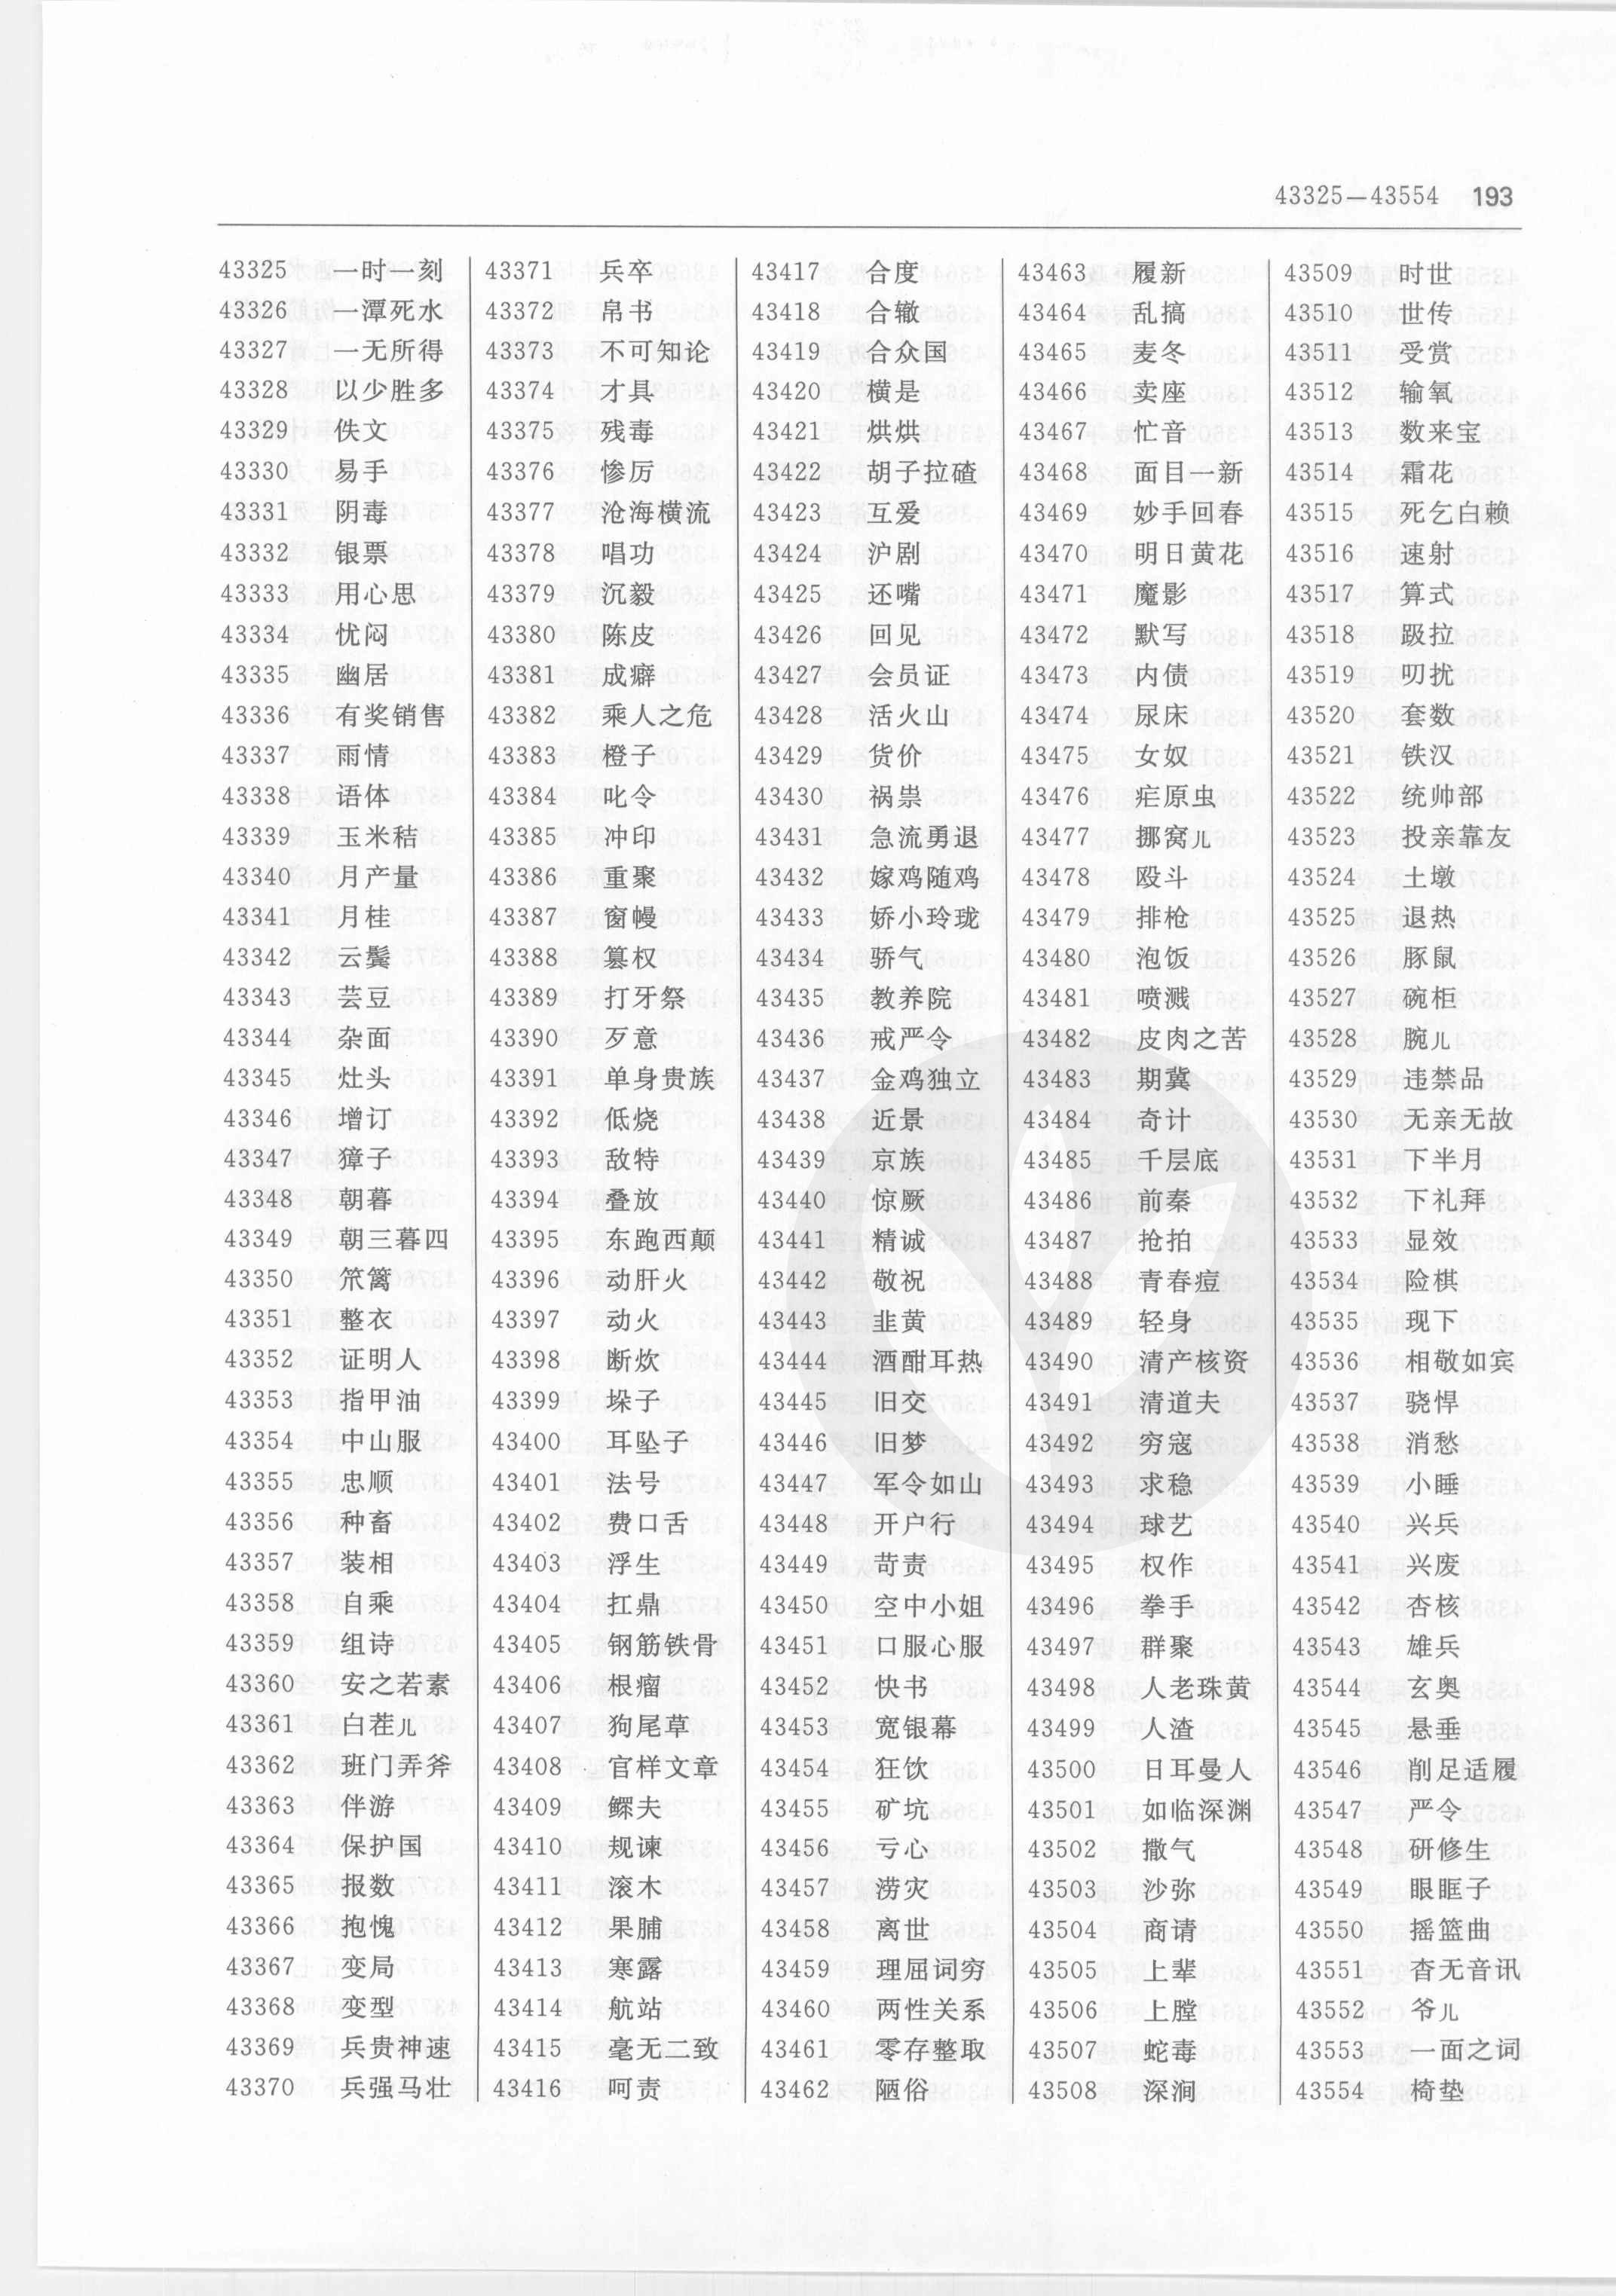 43325—43554 193
43325 一时一刻
43326 一潭死水
43327 一无所得
43328 以少胜多
43329 佚文
43330 易手
43331 阴毒
43332 银票
43333 用心思
43334 忧闷
43335 幽居
43336 有奖销售
43337 雨情
43338 语体
43339 玉米秸
43340 月产量
43341 月桂
43342 云鬓
43343 芸豆
43344 杂面
43345 灶头
43346 增订
43347 獐子
43348 朝暮
43349 朝三暮四
43350 笊篱
43351 整衣
43352 证明人
43353 指甲油
43354 中山服
43355 忠顺
43356 种畜
43357 装相
43358 自乘
43359 组诗
43360 安之若素
43361 白茬儿
43362 班门弄斧
43363 伴游
43364 保护国
43365 报数
43366 抱愧
43367 变局
43368 变型
43369 兵贵神速
43370 兵强马壮
43371 兵卒
43372 帛书
43373 不可知论
43374 才具
43375 残毒
43376 惨厉
43377 沧海横流
43378 唱功
43379 沉毅
43380 陈皮
43381 成癖
43382 乘人之危
43383 橙子
43384 叱令
43385 冲印
43386 重聚
43387 窗幔
43388 篡权
43389 打牙祭
43390 歹意
43391 单身贵族
43392 低烧
43393 敌特
43394 叠放
43395 东跑西颠
43396 动肝火
43397 动火
43398 断炊
43399 垛子
43400 耳坠子
43401 法号
43402 费口舌
43403 浮生
43404 扛鼎
43405 钢筋铁骨
43406 根瘤
43407 狗尾草
43408 官样文章
43409 鳏夫
43410 规谏
43411 滚木
43412 果脯
43413 寒露
43414 航站
43415 毫无二致
43416 呵责
43417 合度
43418 合辙
43419 合众国
43420 横是
43421 烘烘
43422 胡子拉碴
43423 互爱
43424 沪剧
43425 还嘴
43426 回见
43427 会员证
43428 活火山
43429 货价
43430 祸祟
43431 急流勇退
43432 嫁鸡随鸡
43433 娇小玲珑
43434 骄气
43435 教养院
43436 戒严令
43437 金鸡独立
43438 近景
43439 京族
43440 惊厥
43441 精诚
43442 敬祝
43443 韭黄
43444 酒酣耳热
43445 旧交
43446 旧梦
43447 军令如山
43448 开户行
43449 苛责
43450 空中小姐
43451 口服心服
43452 快书
43453 宽银幕
43454 狂饮
43455 矿坑
43456 亏心
43457 涝灾
43458 离世
43459 理屈词穷
43460 两性关系
43461 零存整取
43462 陋俗
43463 履新
43464 乱搞
43465 麦冬
43466 卖座
43467 忙音
43468 面目一新
43469 妙手回春
43470 明日黄花
43471 魔影
43472 默写
43473 内债
43474 尿床
43475 女奴
43476 疟原虫
43477 挪窝儿
43478 殴斗
43479 排枪
43480 泡饭
43481 喷溅
43482 皮肉之苦
43483 期冀
43484 奇计
43485 千层底
43486 前秦
43487 抢拍
43488 青春痘
43489 轻身
43490 清产核资
43491 清道夫
43492 穷寇
43493 求稳
43494 球艺
43495 权作
43496 拳手
43497 群聚
43498 人老珠黄
43499 人渣
43500 日耳曼人
43501 如临深渊
43502 撒气
43503 沙弥
43504 商请
43505 上辈
43506 上膛
43507 蛇毒
43508 深涧
43509 时世
43510 世传
43511 受赏
43512 输氧
43513 数来宝
43514 霜花
43515 死乞白赖
43516 速射
43517 算式
43518 趿拉
43519 叨扰
43520 套数
43521 铁汉
43522 统帅部
43523 投亲靠友
43524 土墩
43525 退热
43526 豚鼠
43527 碗柜
43528 腕儿
43529 违禁品
43530 无亲无故
43531 下半月
43532 下礼拜
43533 显效
43534 险棋
43535 现下
43536 相敬如宾
43537 骁悍
43538 消愁
43539 小睡
43540 兴兵
43541 兴废
43542 杏核
43543 雄兵
43544 玄奥
43545 悬垂
43546 削足适履
43547 严令
43548 研修生
43549 眼眶子
43550 摇篮曲
43551 杳无音讯
43552 爷儿
43553 一面之词
43554 椅垫